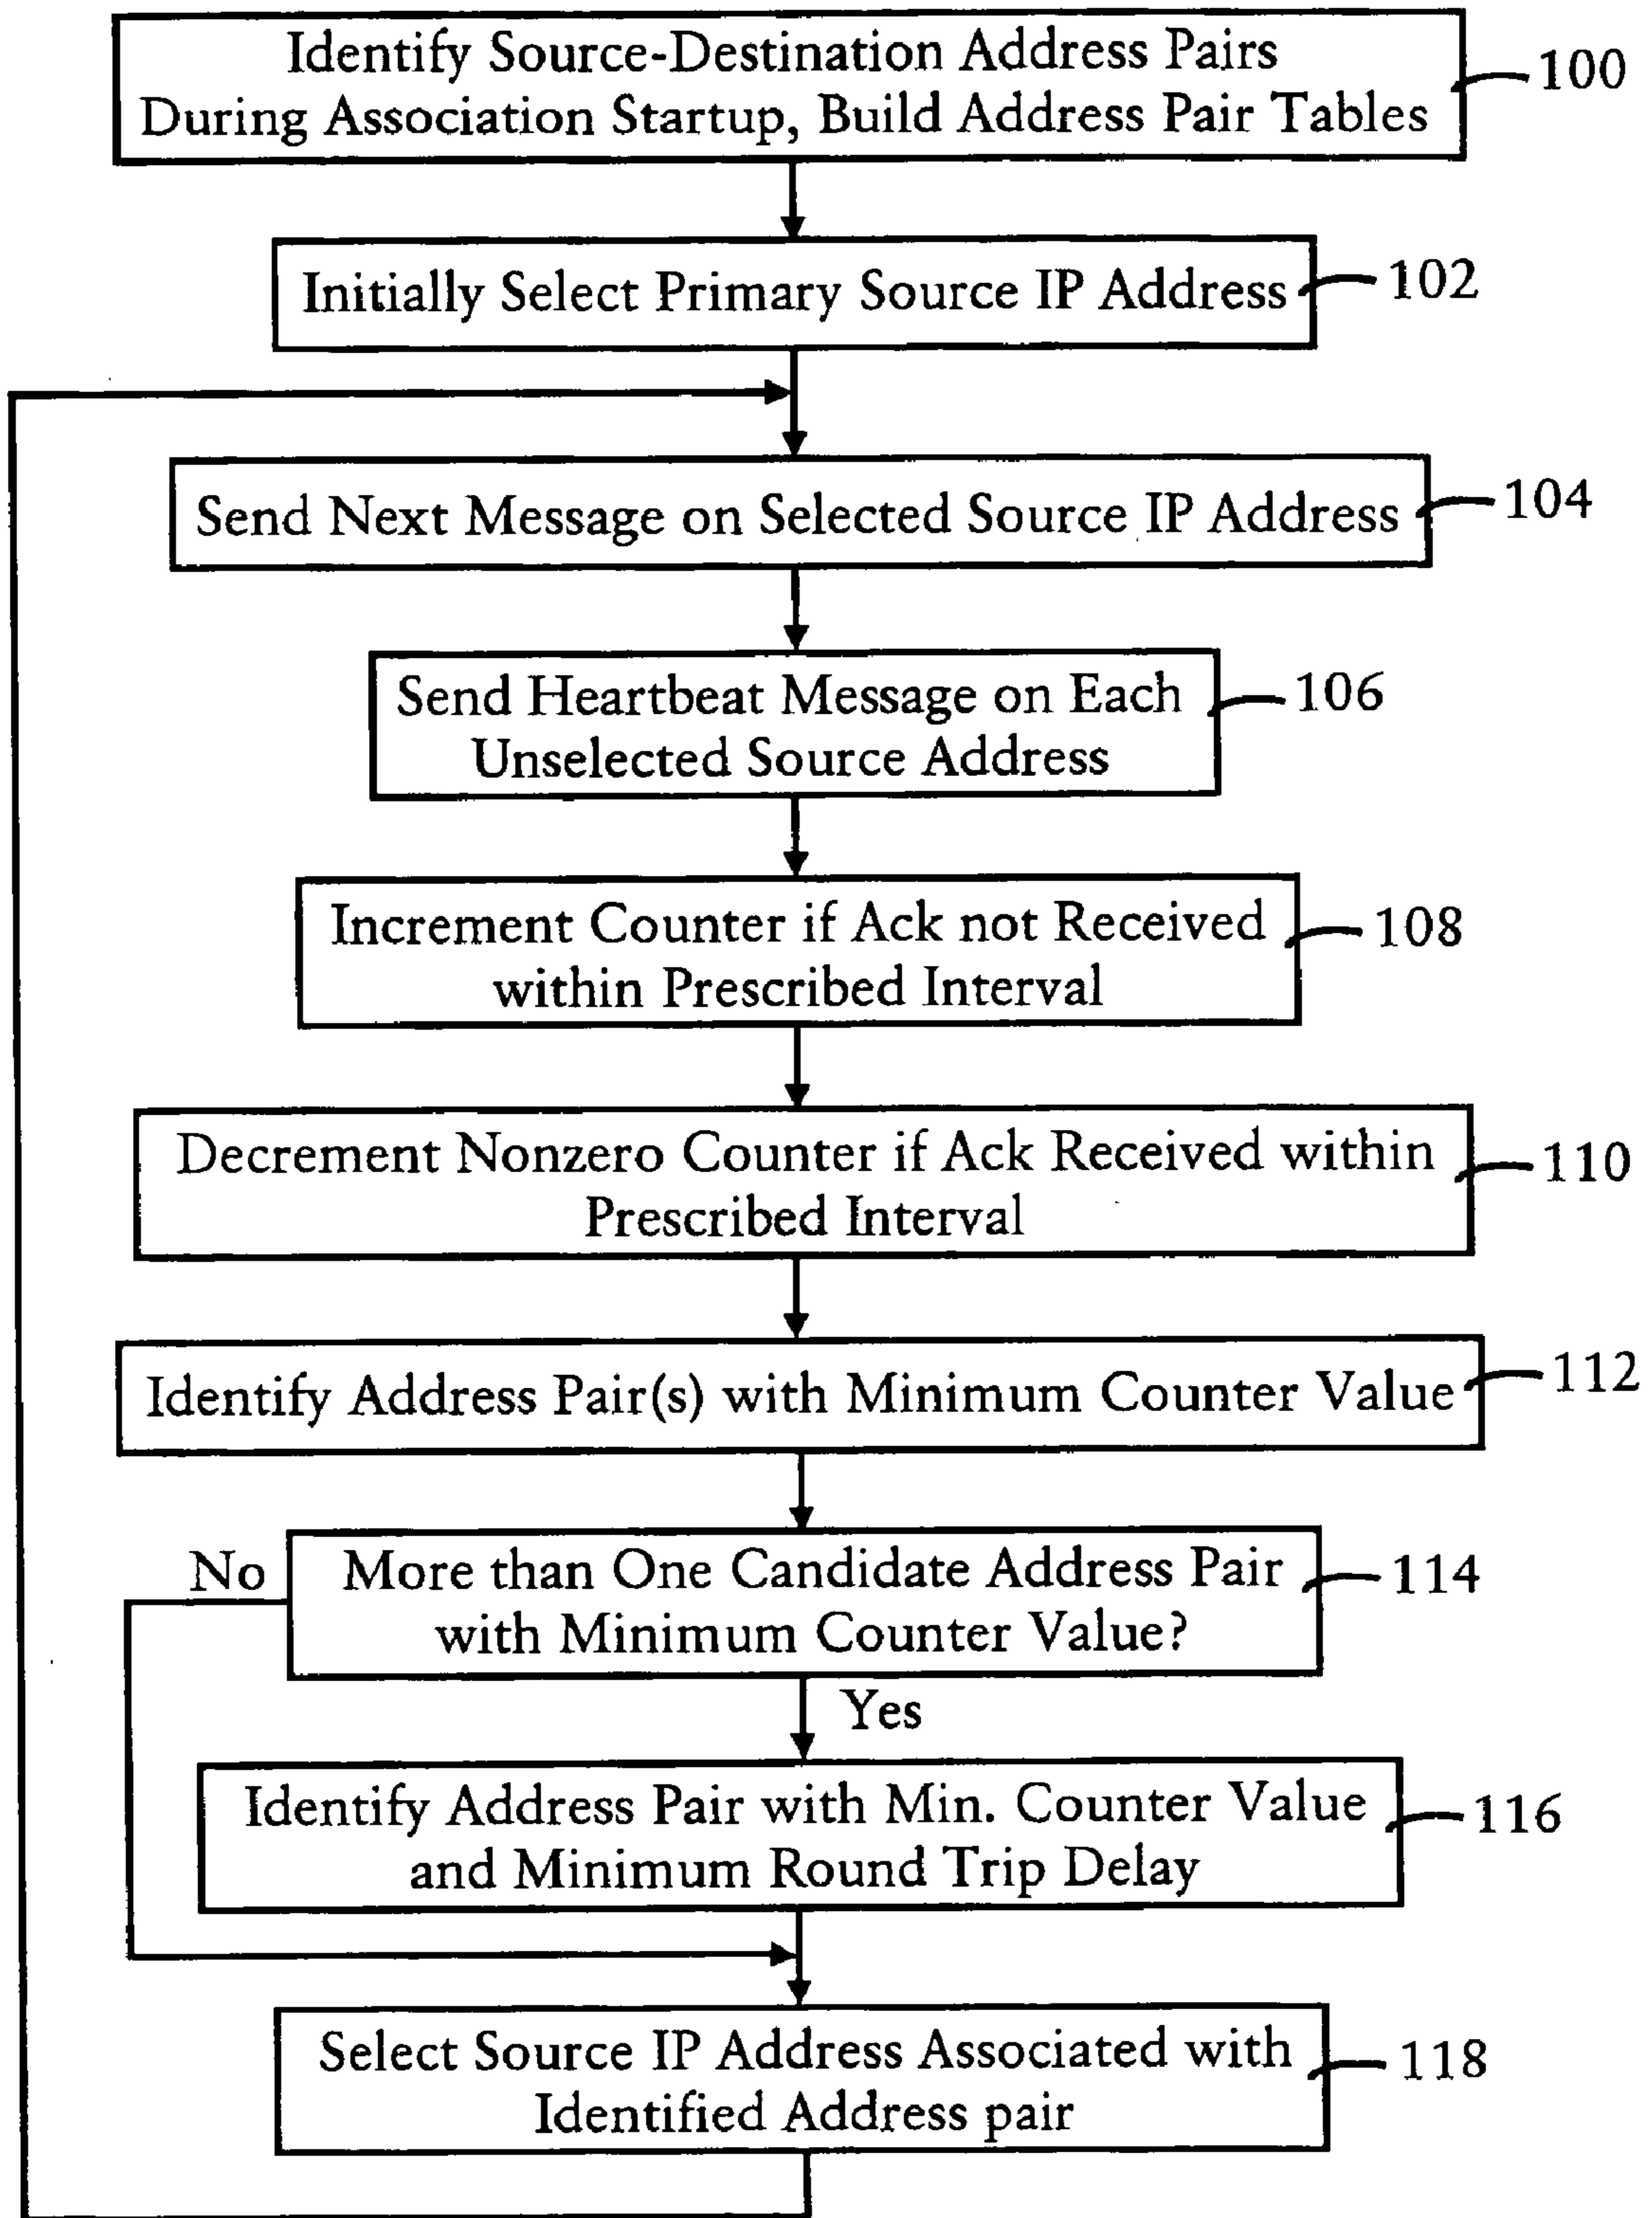 Identify Source-Destination Address Pairs
During Association Startup, Build Address Pair Tables
100
Initially Select Primary Source IP Address
102
Send Next Message on Selected Source IP Address
104
Send Heartbeat Message on Each
Unselected Source Address
106
Increment Counter if Ack not Received
within Prescribed Interval
108
Decrement Nonzero Counter if Ack Received within
Prescribed Interval
110
Identify Address Pair(s) with Minimum Counter Value
112
No
More than One Candidate Address Pair
with Minimum Counter Value?
114
Yes
Identify Address Pair with Min. Counter Value
and Minimum Round Trip Delay
116
Select Source IP Address Associated with
Identified Address pair
118